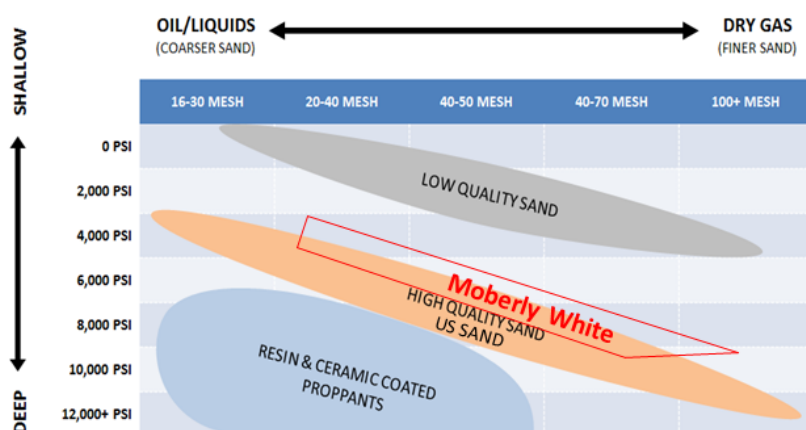 OIL/LIQUIDS
(COARSER SAND)
DRY GAS
(FINER SAND)
SHALLOW
16-30 MESH
20-40 MESH
40-50 MESH
40-70 MESH
100+ MESH
0 PSI
2,000 PSI
4,000 PSI
6,000 PSI
8,000 PSI
10,000 PSI
12,000+ PSI
DEEP
LOW QUALITY SAND
Moberly White
HIGH QUALITY SAND
US SAND
RESIN & CERAMIC COATED
PROPPANTS